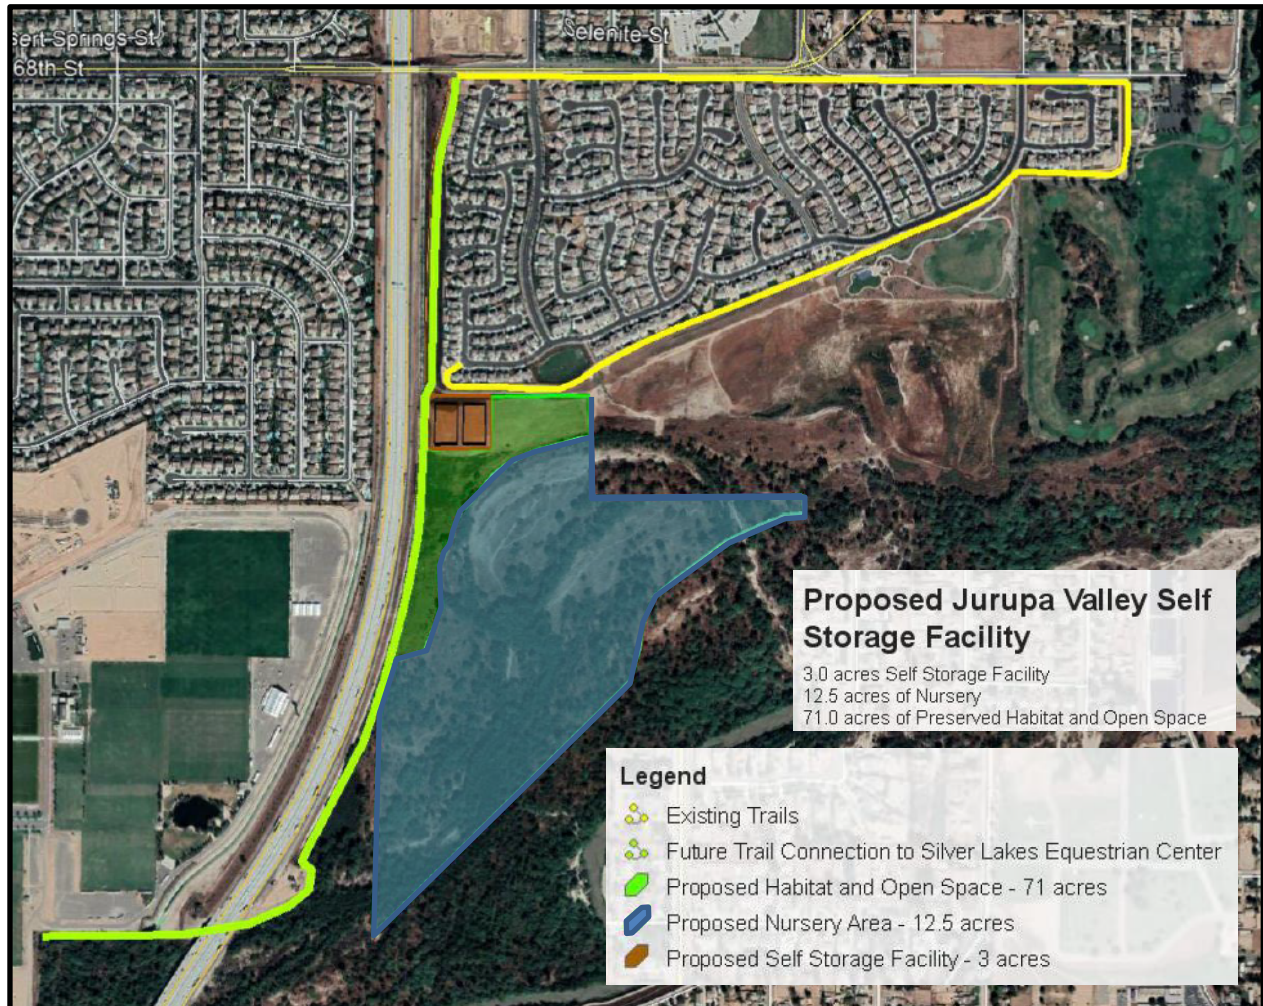 sert Springs St
Selenite St
68th St
Proposed Jurupa Valley Self
Storage Facility
3.0 acres Self Storage Facility
12.5 acres of Nursery
71.0 acres of Preserved Habitat and Open Space
Legend
Existing Trails
Future Trail Connection to Silver Lakes Equestrian Center
Proposed Habitat and Open Space - 71 acres
Proposed Nursery Area - 12.5 acres
Proposed Self Storage Facility - 3 acres